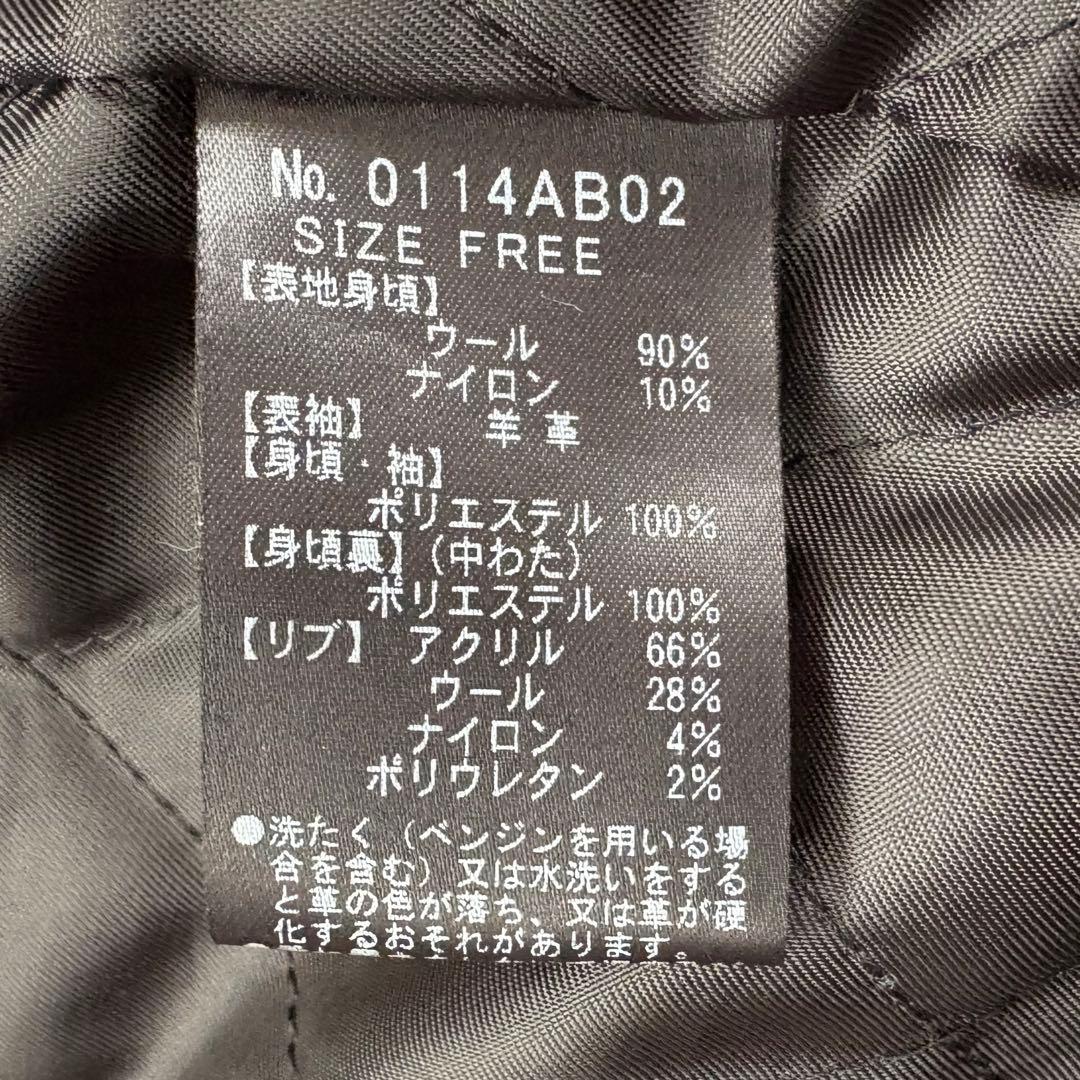 No. 0114AB02
SIZE FREE
【表地身頃】
ウール 90%
ナイロン 10%
【表袖】 羊革
【身頃・袖】
ポリエステル 100%
【身頃裏】(中わた)
ポリエステル 100%
【リブ】 アクリル 66%
ウール 28%
ナイロン 4%
ポリウレタン 2%
●洗たく(ベンジンを用いる場
合を含む)又は水洗いをする
と革の色が落ち、又は革が硬
化するおそれがあります。